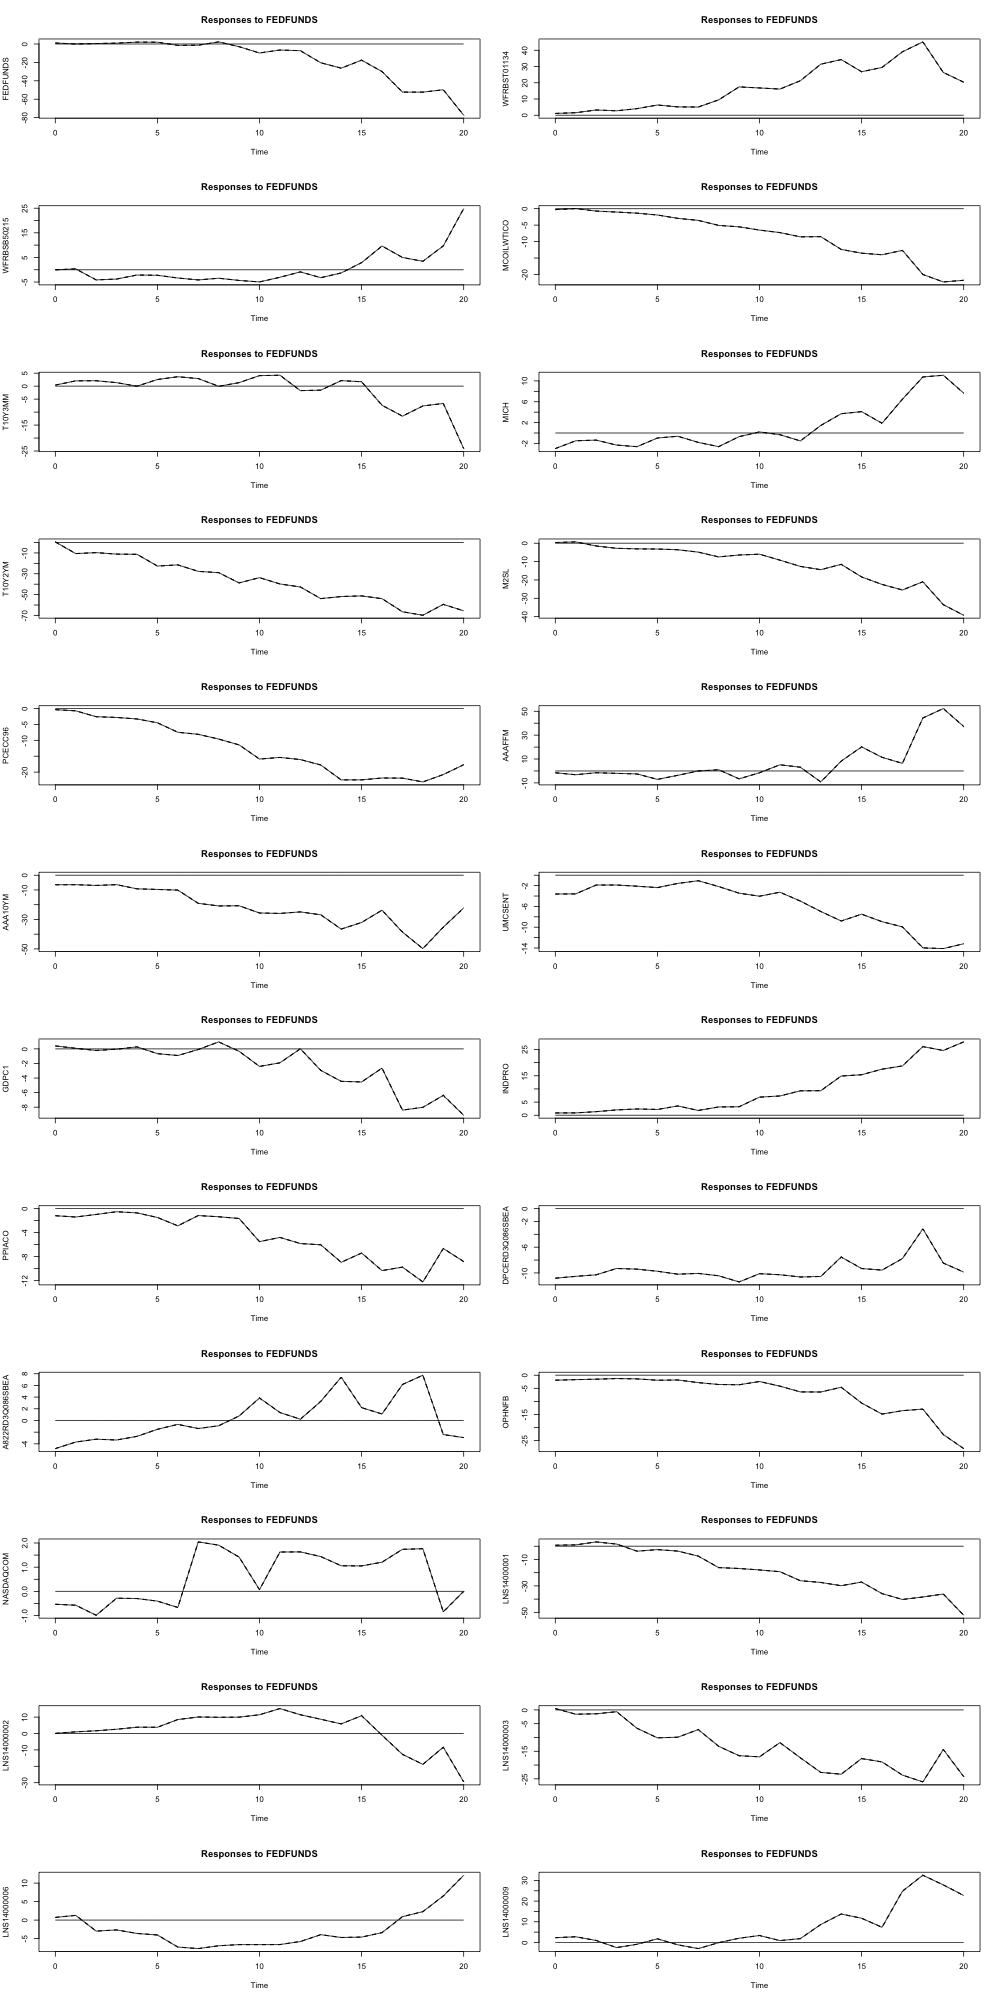 Responses to FEDFUNDS
FEDFUNDS
-80 -60 -40 -20 0
0 5 10 15 20
Time
Responses to FEDFUNDS
WFRBST01134
0 10 20 30 40
0 5 10 15 20
Time
Responses to FEDFUNDS
WFRBSB50215
-5 5 15 25
0 5 10 15 20
Time
Responses to FEDFUNDS
MCOILWTICO
-20 -10 -5 0
0 5 10 15 20
Time
Responses to FEDFUNDS
T10Y3MM
-25 -15 0 5
0 5 10 15 20
Time
Responses to FEDFUNDS
MICH
-2 2 6 10
0 5 10 15 20
Time
Responses to FEDFUNDS
T10Y2YM
-70 -50 -30 -10
0 5 10 15 20
Time
Responses to FEDFUNDS
M2SL
-40 -30 -20 -10 0
0 5 10 15 20
Time
Responses to FEDFUNDS
PCECC96
-20 -10 -5 0
0 5 10 15 20
Time
Responses to FEDFUNDS
AAAFFM
-10 10 30 50
0 5 10 15 20
Time
Responses to FEDFUNDS
AAA10YM
-50 -30 -10 0
0 5 10 15 20
Time
Responses to FEDFUNDS
UMCSENT
-14 -10 -6 -2
0 5 10 15 20
Time
Responses to FEDFUNDS
GDPC1
-8 -6 -4 -2 0
0 5 10 15 20
Time
Responses to FEDFUNDS
INDPRO
0 5 15 25
0 5 10 15 20
Time
Responses to FEDFUNDS
PPIACO
-12 -8 -4 0
0 5 10 15 20
Time
Responses to FEDFUNDS
DPCERD3Q086SBEA
-10 -6 -2 0
0 5 10 15 20
Time
Responses to FEDFUNDS
A822RD3Q086SBEA
-4 0 2 4 6 8
0 5 10 15 20
Time
Responses to FEDFUNDS
OPHNFB
-25 -15 -5 0
0 5 10 15 20
Time
Responses to FEDFUNDS
NASDAQCOM
-1.0 0.0 1.0 2.0
0 5 10 15 20
Time
Responses to FEDFUNDS
LNS14000001
-50 -30 -10
0 5 10 15 20
Time
Responses to FEDFUNDS
LNS14000002
-30 -10 0 10
0 5 10 15 20
Time
Responses to FEDFUNDS
LNS14000003
-25 -15 -5 0
0 5 10 15 20
Time
Responses to FEDFUNDS
LNS14000006
-5 0 5 10
0 5 10 15 20
Time
Responses to FEDFUNDS
LNS14000009
0 10 20 30
0 5 10 15 20
Time